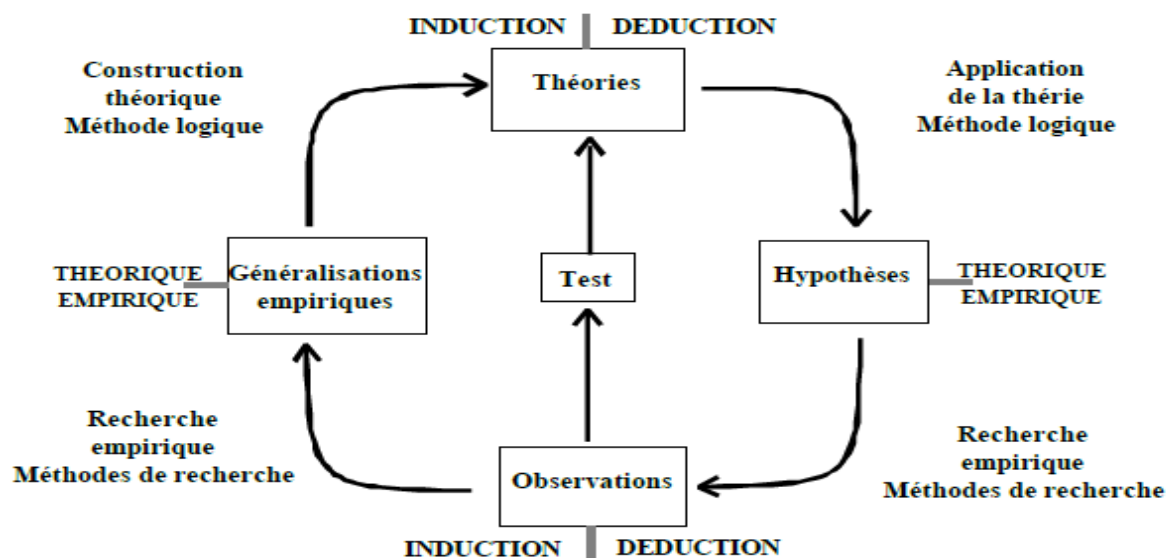 INDUCTION DEDUCTION
Construction
théorique
Méthode logique
Théories
Application
de la thérie
Méthode logique
THEORIQUE
EMPIRIQUE
Généralisations
empiriques
Test
Hypothèses
THEORIQUE
EMPIRIQUE
Recherche
empirique
Méthodes de recherche
Observations
Recherche
empirique
Méthodes de recherche
INDUCTION DEDUCTION